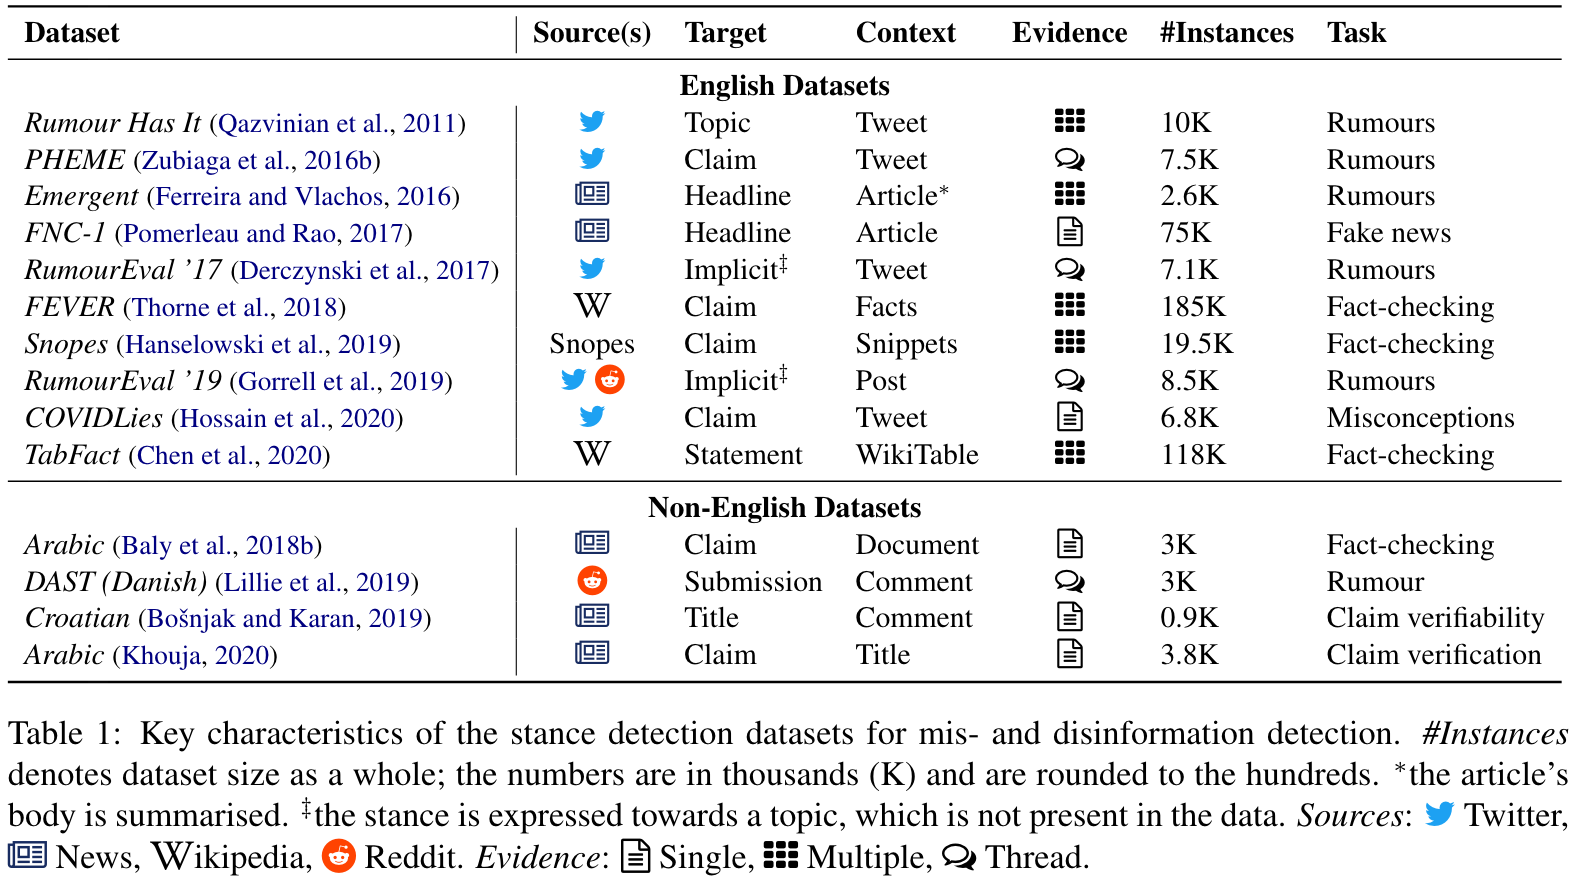 Dataset Source(s) Target Context Evidence #Instances Task
English Datasets
Rumour Has It (Qazvinian et al., 2011) Topic Tweet 10K Rumours
PHEME (Zubiaga et al., 2016b) Claim Tweet 7.5K Rumours
Emergent (Ferreira and Vlachos, 2016) Headline Article* 2.6K Rumours
FNC-1 (Pomerleau and Rao, 2017) Headline Article 75K Fake news
RumourEval ’17 (Derczynski et al., 2017) Implicit‡ Tweet 7.1K Rumours
FEVER (Thorne et al., 2018) W Claim Facts 185K Fact-checking
Snopes (Hanselowski et al., 2019) Snopes Claim Snippets 19.5K Fact-checking
RumourEval ’19 (Gorrell et al., 2019) Implicit‡ Post 8.5K Rumours
COVIDLies (Hossain et al., 2020) Claim Tweet 6.8K Misconceptions
TabFact (Chen et al., 2020) W Statement WikiTable 118K Fact-checking
Non-English Datasets
Arabic (Baly et al., 2018b) Claim Document 3K Fact-checking
DAST (Danish) (Lillie et al., 2019) Submission Comment 3K Rumour
Croatian (Bošnjak and Karan, 2019) Title Comment 0.9K Claim verifiability
Arabic (Khouja, 2020) Claim Title 3.8K Claim verification
Table 1: Key characteristics of the stance detection datasets for mis- and disinformation detection. #Instances
denotes dataset size as a whole; the numbers are in thousands (K) and are rounded to the hundreds. *the article’s
body is summarised. ‡the stance is expressed towards a topic, which is not present in the data. Sources: Twitter,
News, Wikipedia, Reddit. Evidence: Single, Multiple, Thread.